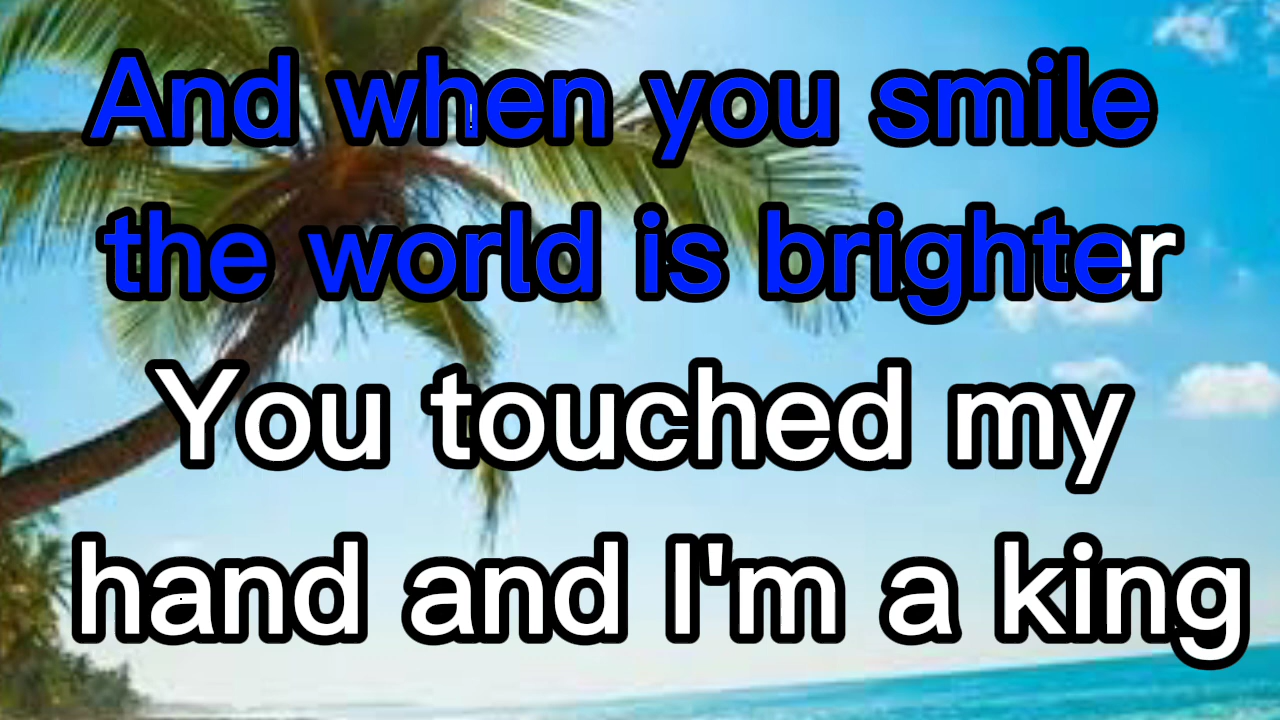 And when you smile
the world is brighter
You touched my
hand and I'm a king